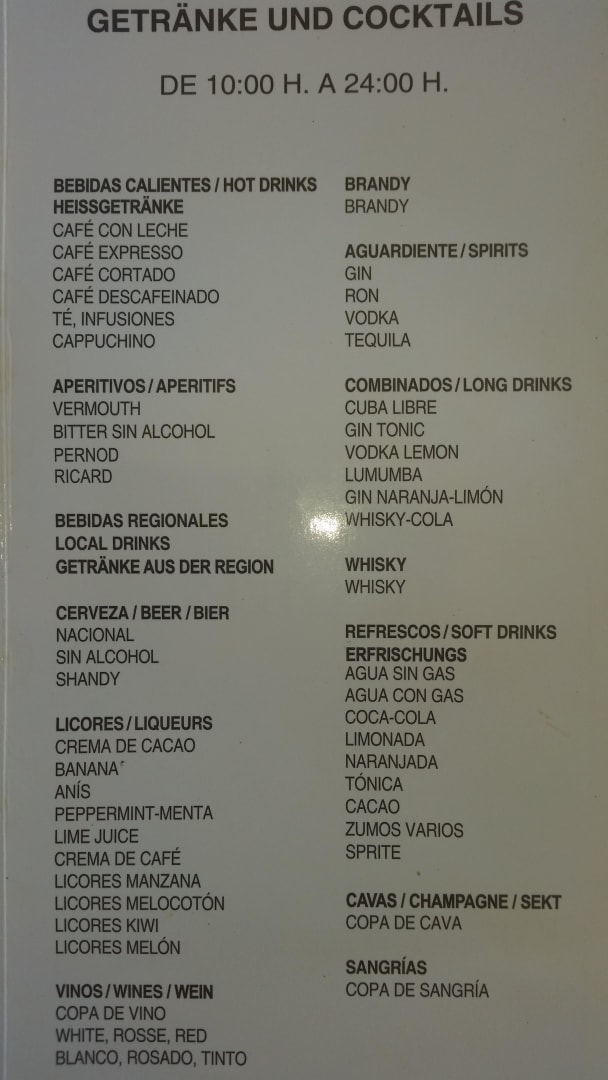 GETRÄNKE UND COCKTAILS
DE 10:00 H. A 24:00 H.
BEBIDAS CALIENTES / HOT DRINKS
HEISSGETRÄNKE
CAFÉ CON LECHE
CAFÉ EXPRESSO
CAFÉ CORTADO
CAFÉ DESCAFEINADO
TÉ, INFUSIONES
CAPPUCHINO
APERITIVOS / APERITIFS
VERMOUTH
BITTER SIN ALCOHOL
PERNOD
RICARD
BEBIDAS REGIONALES
LOCAL DRINKS
GETRÄNKE AUS DER REGION
CERVEZA / BEER / BIER
NACIONAL
SIN ALCOHOL
SHANDY
LICORES / LIQUEURS
CREMA DE CACAO
BANANA
ANÍS
PEPPERMINT-MENTA
LIME JUICE
CREMA DE CAFÉ
LICORES MANZANA
LICORES MELOCOTÓN
LICORES KIWI
LICORES MELÓN
VINOS / WINES / WEIN
COPA DE VINO
WHITE, ROSSE, RED
BLANCO, ROSADO, TINTO
BRANDY
BRANDY
AGUARDIENTE / SPIRITS
GIN
RON
VODKA
TEQUILA
COMBINADOS / LONG DRINKS
CUBA LIBRE
GIN TONIC
VODKA LEMON
LUMUMBA
GIN NARANJA-LIMÓN
WHISKY-COLA
WHISKY
WHISKY
REFRESCOS / SOFT DRINKS
ERFRISCHUNGS
AGUA SIN GAS
AGUA CON GAS
COCA-COLA
LIMONADA
NARANJADA
TÓNICA
CACAO
ZUMOS VARIOS
SPRITE
CAVAS / CHAMPAGNE / SEKT
COPA DE CAVA
SANGRÍAS
COPA DE SANGRÍA